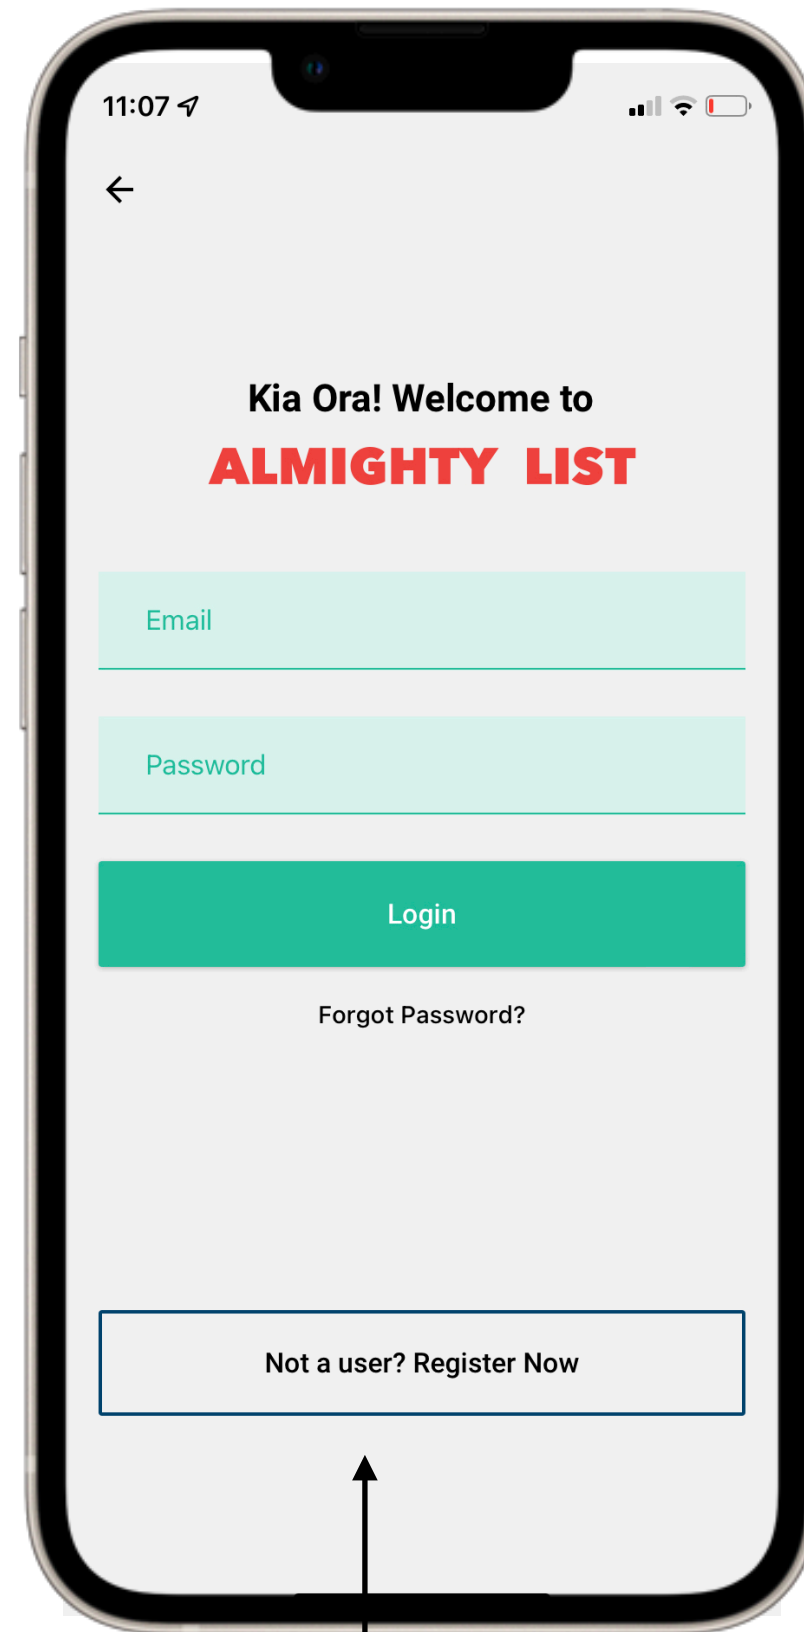 11:07
Kia Ora! Welcome to
ALMIGHTY LIST
Email
Password
Login
Forgot Password?
Not a user? Register Now